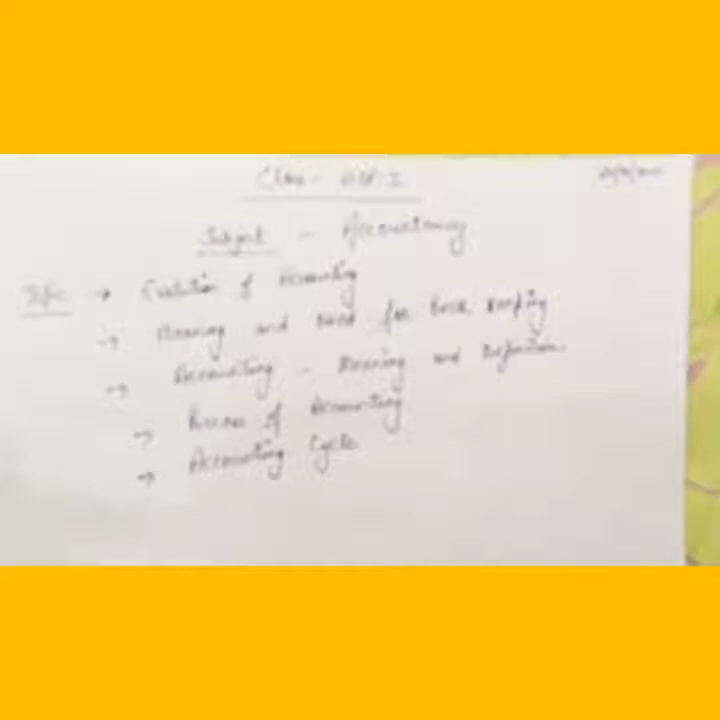 Class -
Subject - Accountancy
Topic → Evolution of Accounting
→ Meaning and Need for Book Keeping
→ Accounting - Meaning and Definition
→ Process of Accounting
→ Accounting Cycle